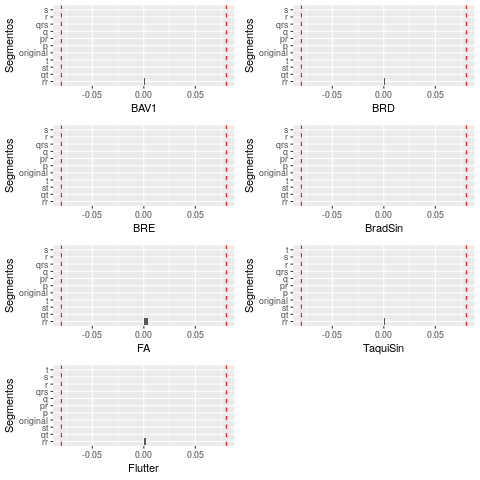 Segmentos
s
r
qrs
q
pr
p
original
t
st
qt
rr
-0.05 0.00 0.05
BAV1
Segmentos
s
r
qrs
q
pr
p
original
t
st
qt
rr
-0.05 0.00 0.05
BRD
Segmentos
s
r
qrs
q
pr
p
original
t
st
qt
rr
-0.05 0.00 0.05
BRE
Segmentos
s
r
qrs
q
pr
p
original
t
st
qt
rr
-0.05 0.00 0.05
BradSin
Segmentos
s
r
qrs
q
pr
p
original
t
st
qt
rr
-0.05 0.00 0.05
FA
Segmentos
t
s
r
qrs
q
pr
p
original
st
qt
rr
-0.05 0.00 0.05
TaquiSin
Segmentos
t
s
r
qrs
q
pr
p
original
st
qt
rr
-0.05 0.00 0.05
Flutter